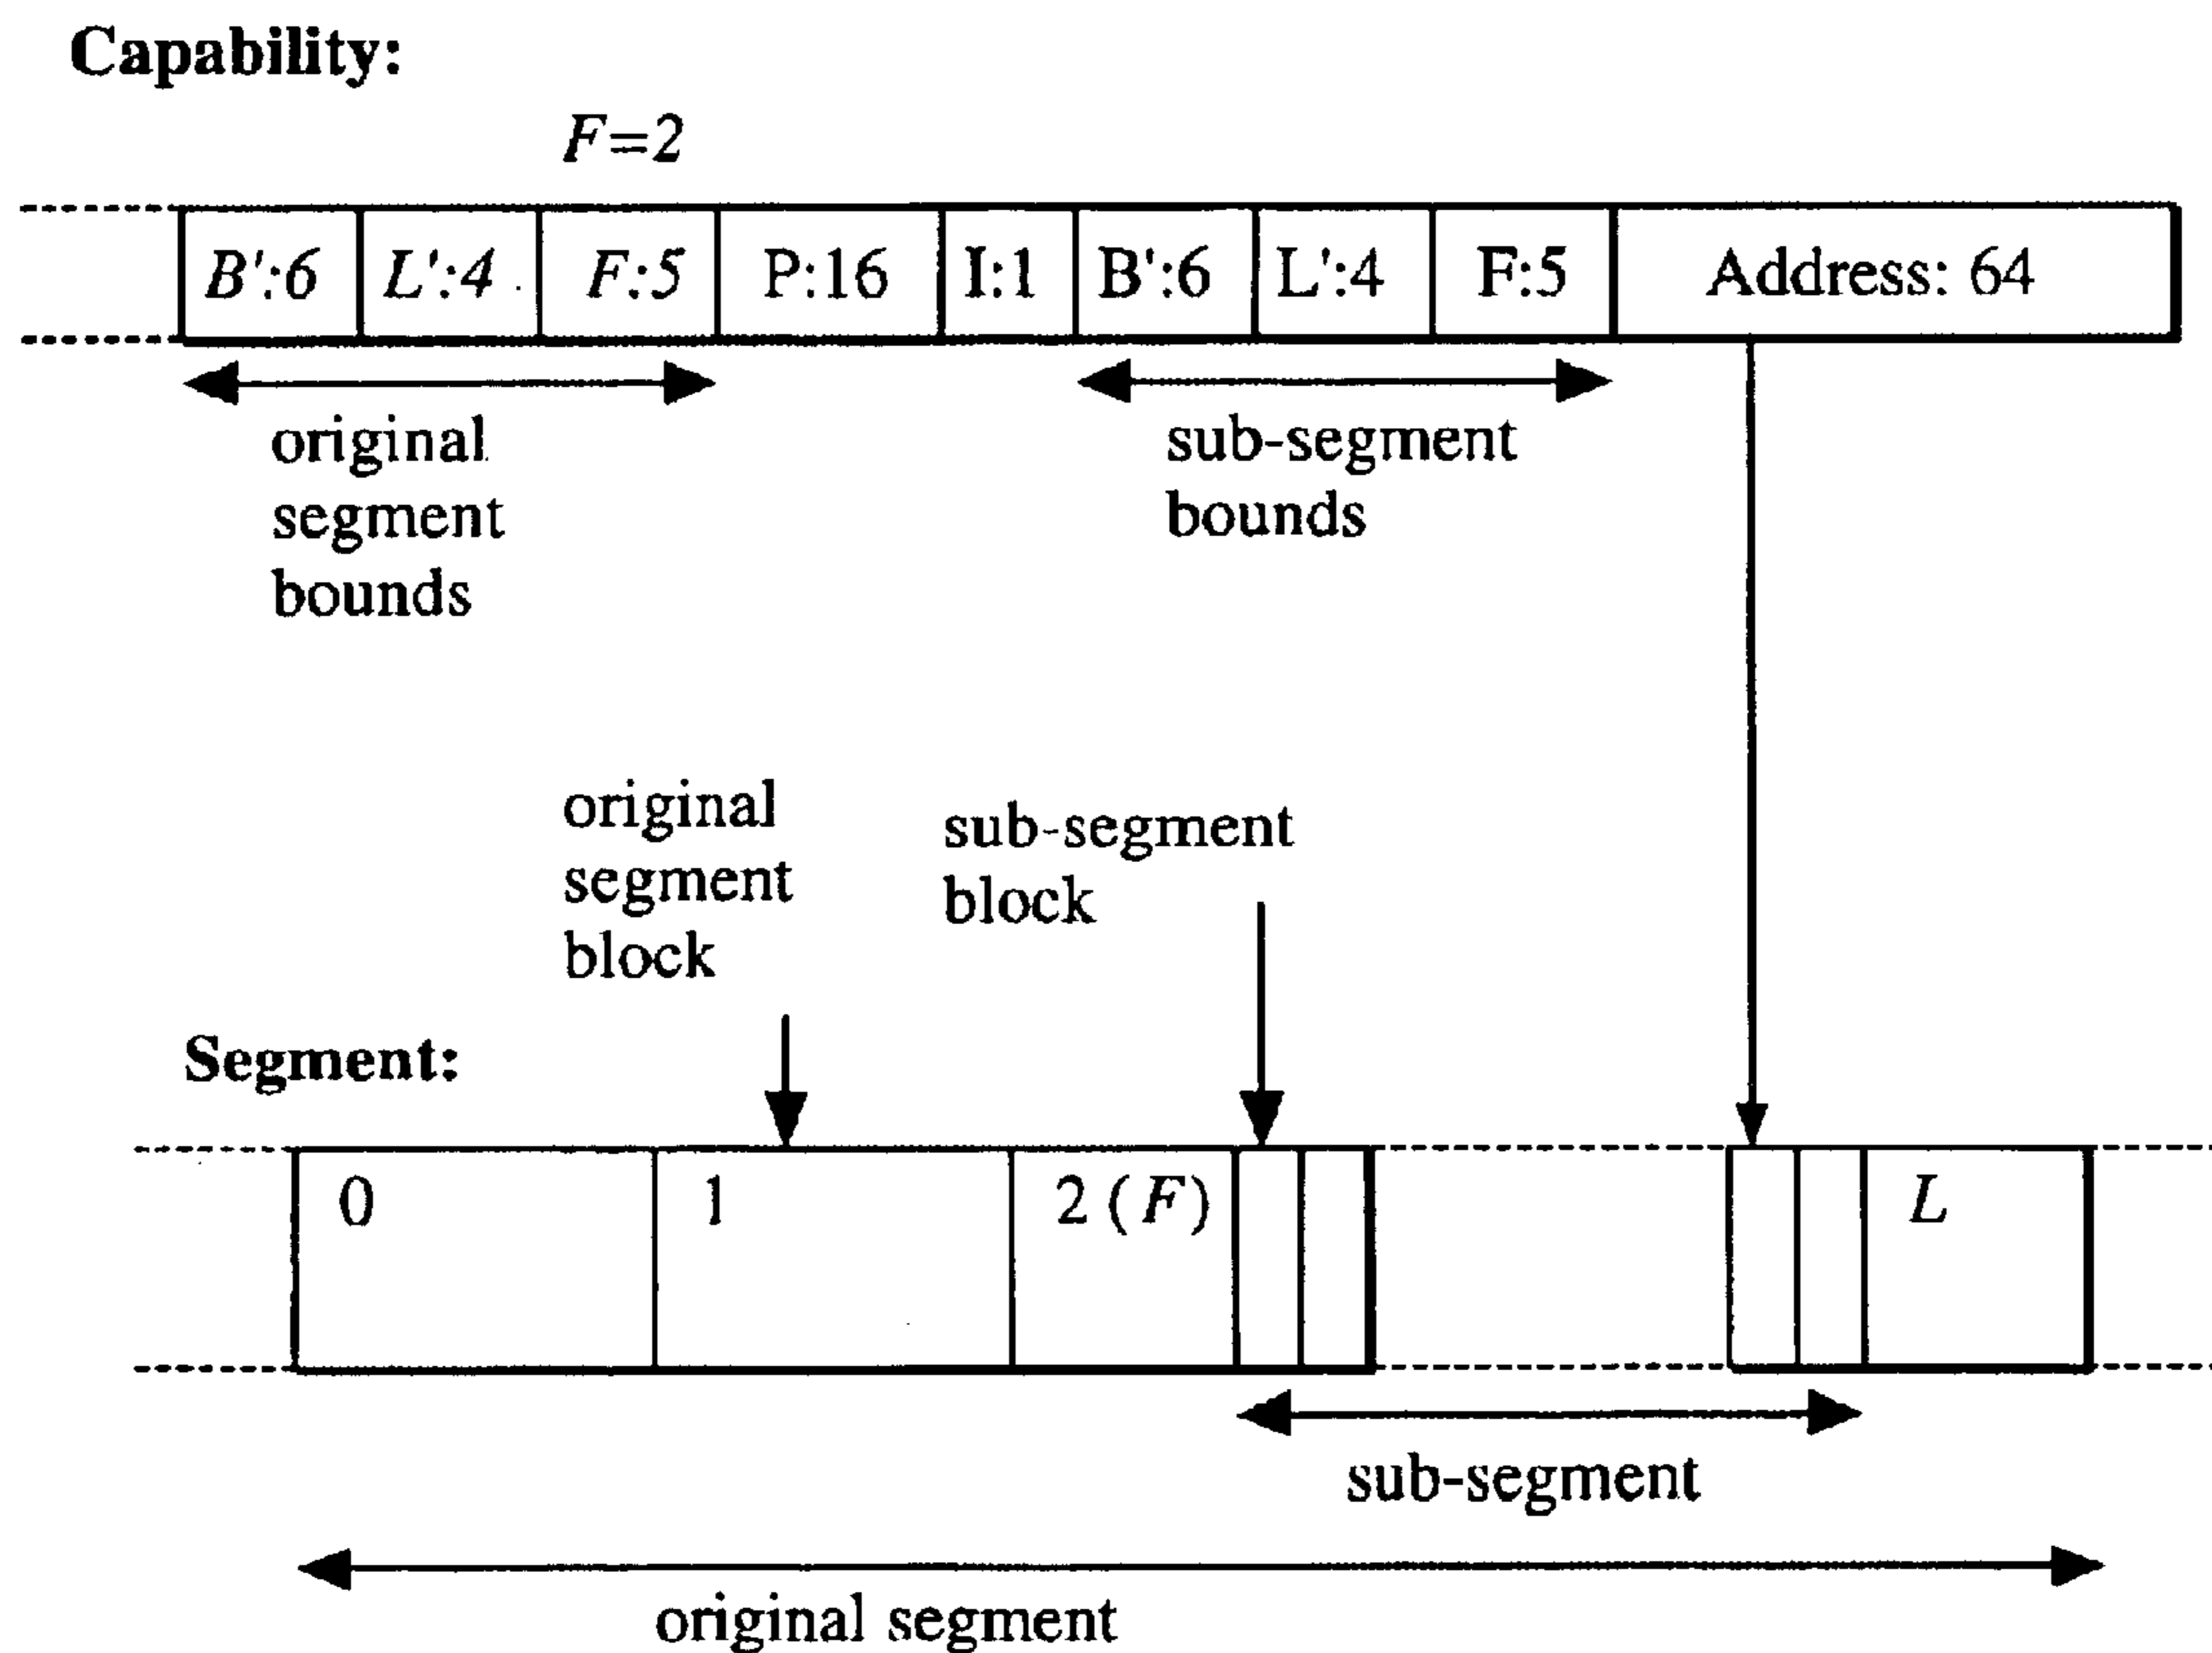 Capability:
F=2
B':6 L':4 F:5 P:16 I:1 B':6 L':4 F:5 Address: 64
original
segment
bounds
sub-segment
bounds
original
segment
block
sub-segment
block
Segment:
0 1 2 (F) L
sub-segment
original segment